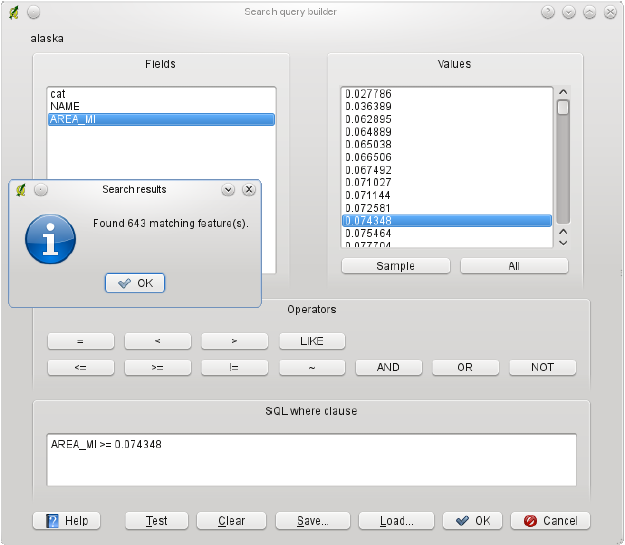 Search query builder
alaska
Fields
cat
NAME
AREA_MI
Values
0.027786
0.036389
0.062895
0.064889
0.065038
0.066506
0.067492
0.071027
0.071144
0.072581
0.074348
0.075464
0.077704
Sample
All
Search results
Found 643 matching feature(s).
OK
Operators
=
<
>
LIKE
<=
>=
!=
~
AND
OR
NOT
SQL where clause
AREA_MI >= 0.074348
Help
Test
Clear
Save...
Load...
OK
Cancel